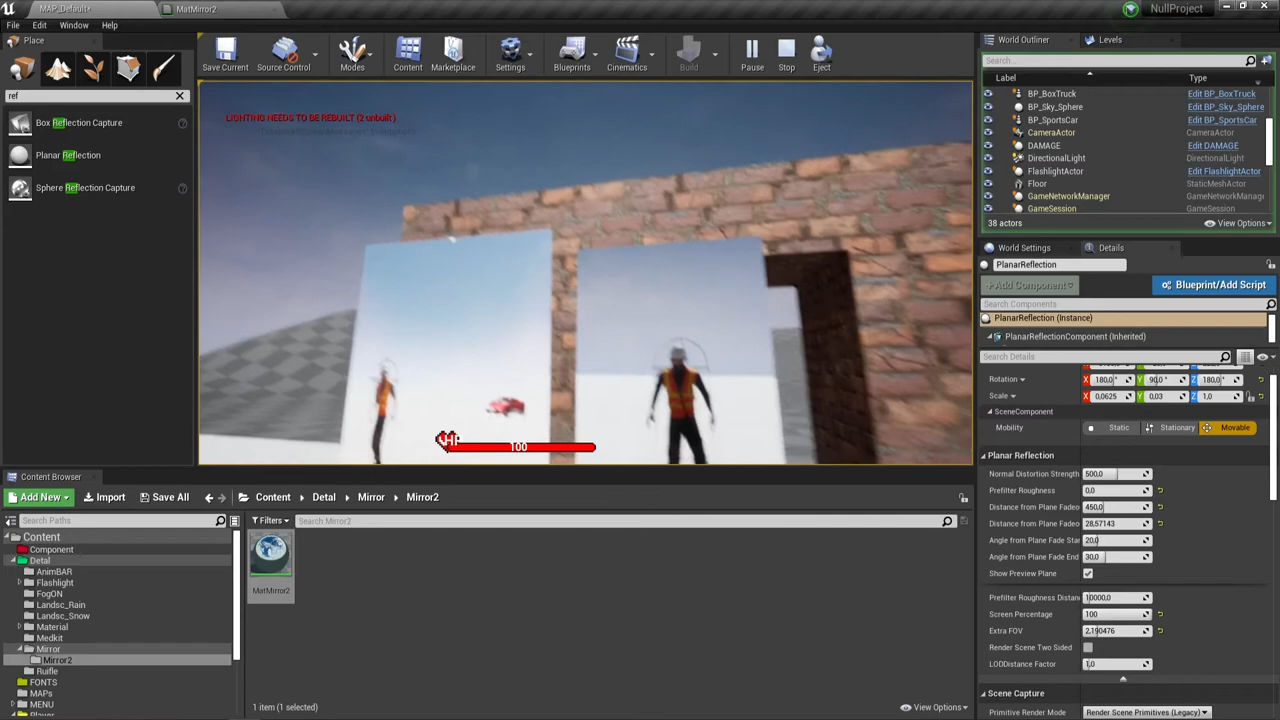 MAP_Default*
MatMirror2
NullProject
File
Edit
Window
Help
Place
ref
Box Reflection Capture
Planar Reflection
Sphere Reflection Capture
Save Current
Source Control
Modes
Content
Marketplace
Settings
Blueprints
Cinematics
Build
Pause
Stop
Eject
LIGHTING NEEDS TO BE REBUILT (2 unbuilt)
HP
100
World Outliner
Levels
Search...
Label
Type
BP_BoxTruck
Edit BP_BoxTruck
BP_Sky_Sphere
Edit BP_Sky_Sphere
BP_SportsCar
Edit BP_SportsCar
CameraActor
CameraActor
DAMAGE
Edit DAMAGE
DirectionalLight
DirectionalLight
FlashlightActor
Edit FlashlightActor
Floor
StaticMeshActor
GameNetworkManager
GameNetworkManag
GameSession
GameSession
38 actors
View Options
World Settings
Details
PlanarReflection
+Add Component
Blueprint/Add Script
Search Components
PlanarReflection (Instance)
PlanarReflectionComponent (Inherited)
Search Details
Rotation
X 180,0°
Y 90,0°
Z 180,0°
Scale
X 0,0625
Y 0,03
Z 1,0
SceneComponent
Mobility
Static
Stationary
Movable
Planar Reflection
Normal Distortion Strength
500,0
Prefilter Roughness
0,0
Distance from Plane Fadeo
450,0
Distance from Plane Fadeo
28,57143
Angle from Plane Fade Star
20,0
Angle from Plane Fade End
30,0
Show Preview Plane
Prefilter Roughness Distan
10000,0
Screen Percentage
100
Extra FOV
2,190476
Render Scene Two Sided
LODDistance Factor
1,0
Scene Capture
Primitive Render Mode
Render Scene Primitives (Legacy)
Content Browser
Add New
Import
Save All
Content
Detal
Mirror
Mirror2
Search Paths
Filters
Search Mirror2
Content
Component
Detal
AnimBAR
Flashlight
FogON
Landsc_Rain
Landsc_Snow
Material
Medkit
Mirror
Mirror2
Ruifle
FONTS
MAPs
MENU
Player
MatMirror2
1 item (1 selected)
View Options